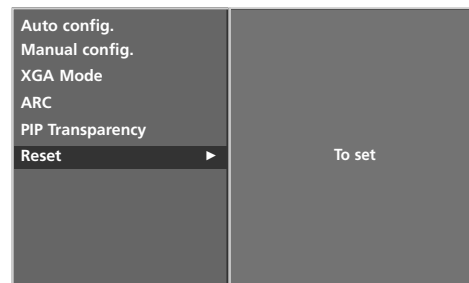 Auto config.
Manual config.
XGA Mode
ARC
PIP Transparency
Reset ►
To set